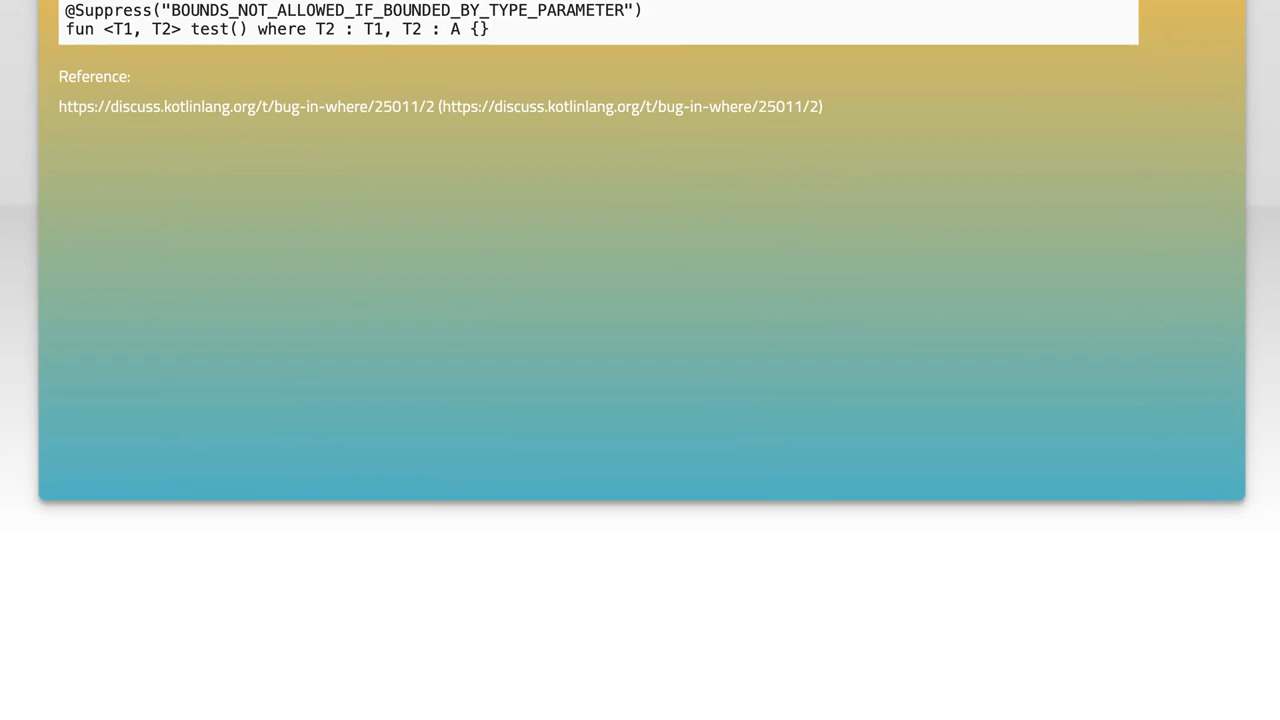 @Suppress("BOUNDS_NOT_ALLOWED_IF_BOUNDED_BY_TYPE_PARAMETER")
fun <T1, T2> test() where T2 : T1, T2 : A {}
Reference:
https://discuss.kotlinlang.org/t/bug-in-where/25011/2 (https://discuss.kotlinlang.org/t/bug-in-where/25011/2)